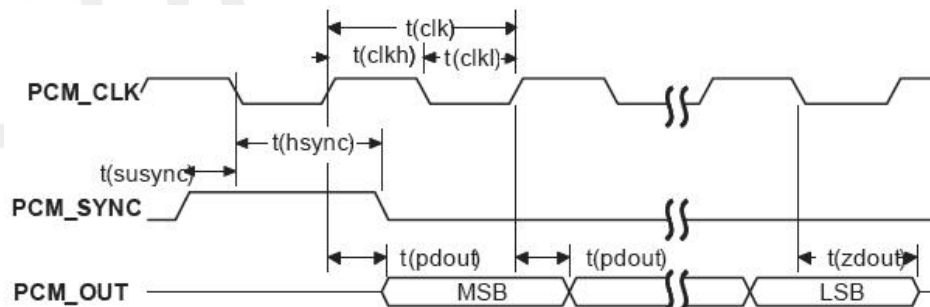 t(clk)
t(clkh) t(clkl)
PCM_CLK
t(hsync)
t(susync)
PCM_SYNC
t(pdout) t(pdout) t(zdout)
PCM_OUT MSB LSB